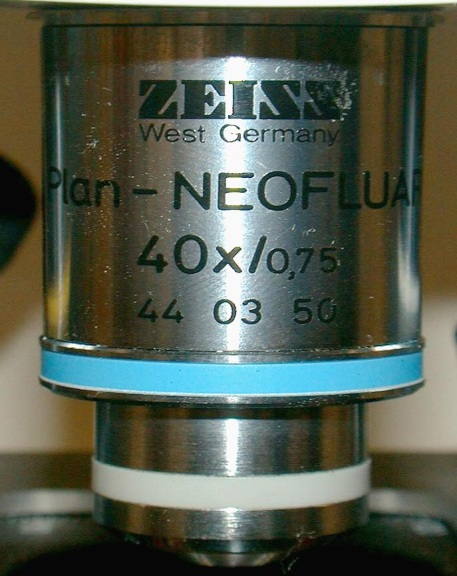 ZEISS
West Germany
Plan - NEOFLUAR
40x/0,75
44 03 50